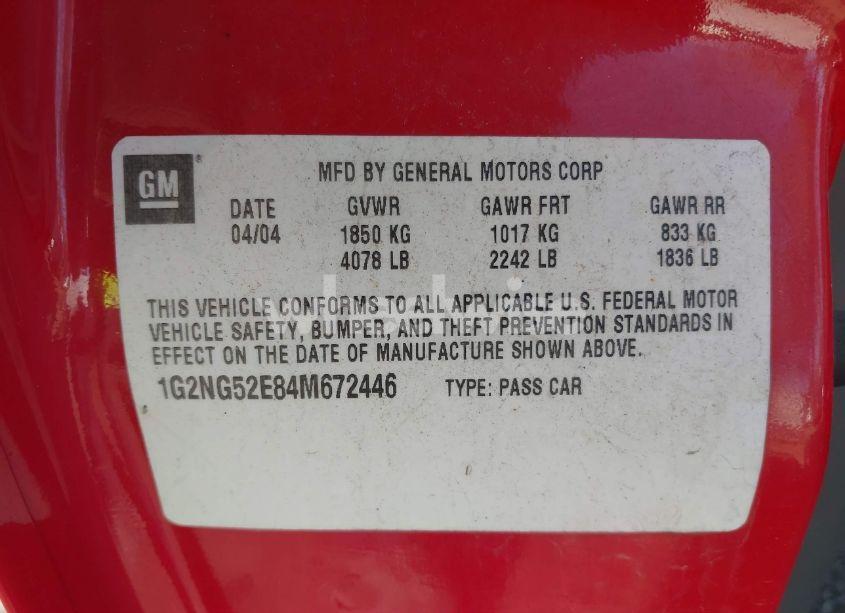 GM
MFD BY GENERAL MOTORS CORP
DATE GVWR GAWR FRT GAWR RR
04/04 1850 KG 1017 KG 833 KG
4078 LB 2242 LB 1836 LB
THIS VEHICLE CONFORMS TO ALL APPLICABLE U.S. FEDERAL MOTOR
VEHICLE SAFETY, BUMPER, AND THEFT PREVENTION STANDARDS IN
EFFECT ON THE DATE OF MANUFACTURE SHOWN ABOVE.
1G2NG52E84M672446 TYPE: PASS CAR